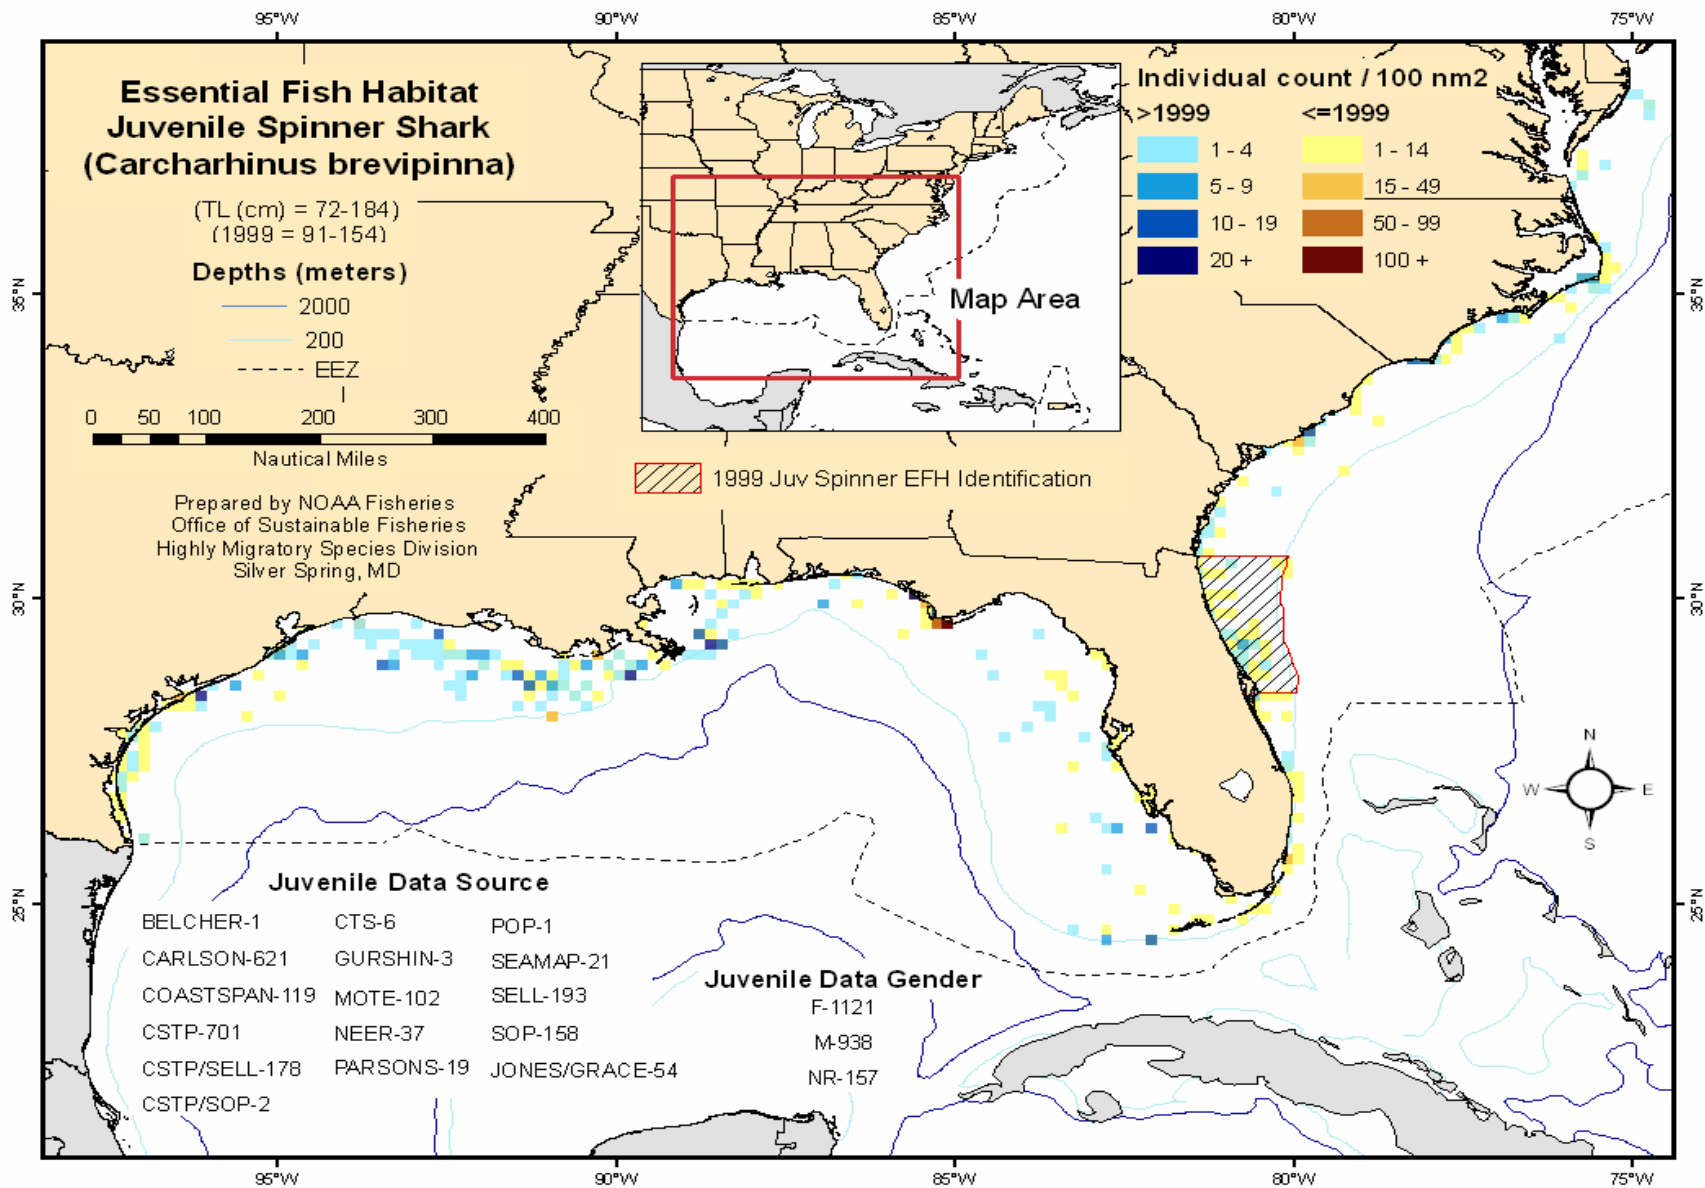 95°W 90°W 85°W 80°W 75°W
Essential Fish Habitat
Juvenile Spinner Shark
(Carcharhinus brevipinna)
(TL (cm) = 72-184)
(1999 = 91-154)
Depths (meters)
2000
200
EEZ
0 50 100 200 300 400
Nautical Miles
Prepared by NOAA Fisheries
Office of Sustainable Fisheries
Highly Migratory Species Division
Silver Spring, MD
Map Area
Individual count / 100 nm2
>1999 <=1999
1 - 4 1 - 14
5 - 9 15 - 49
10 - 19 50 - 99
20 + 100 +
1999 Juv Spinner EFH Identification
35°N 35°N
30°N 30°N
25°N 25°N
N
W E
S
Juvenile Data Source
BELCHER-1 CTS-6 POP-1
CARLSON-621 GURSHIN-3 SEAMAP-21
COASTSPAN-119 MOTE-102 SELL-193
CSTP-701 NEER-37 SOP-158
CSTP/SELL-178 PARSONS-19 JONES/GRACE-54
CSTP/SOP-2
Juvenile Data Gender
F-1121
M-938
NR-157
95°W 90°W 85°W 80°W 75°W